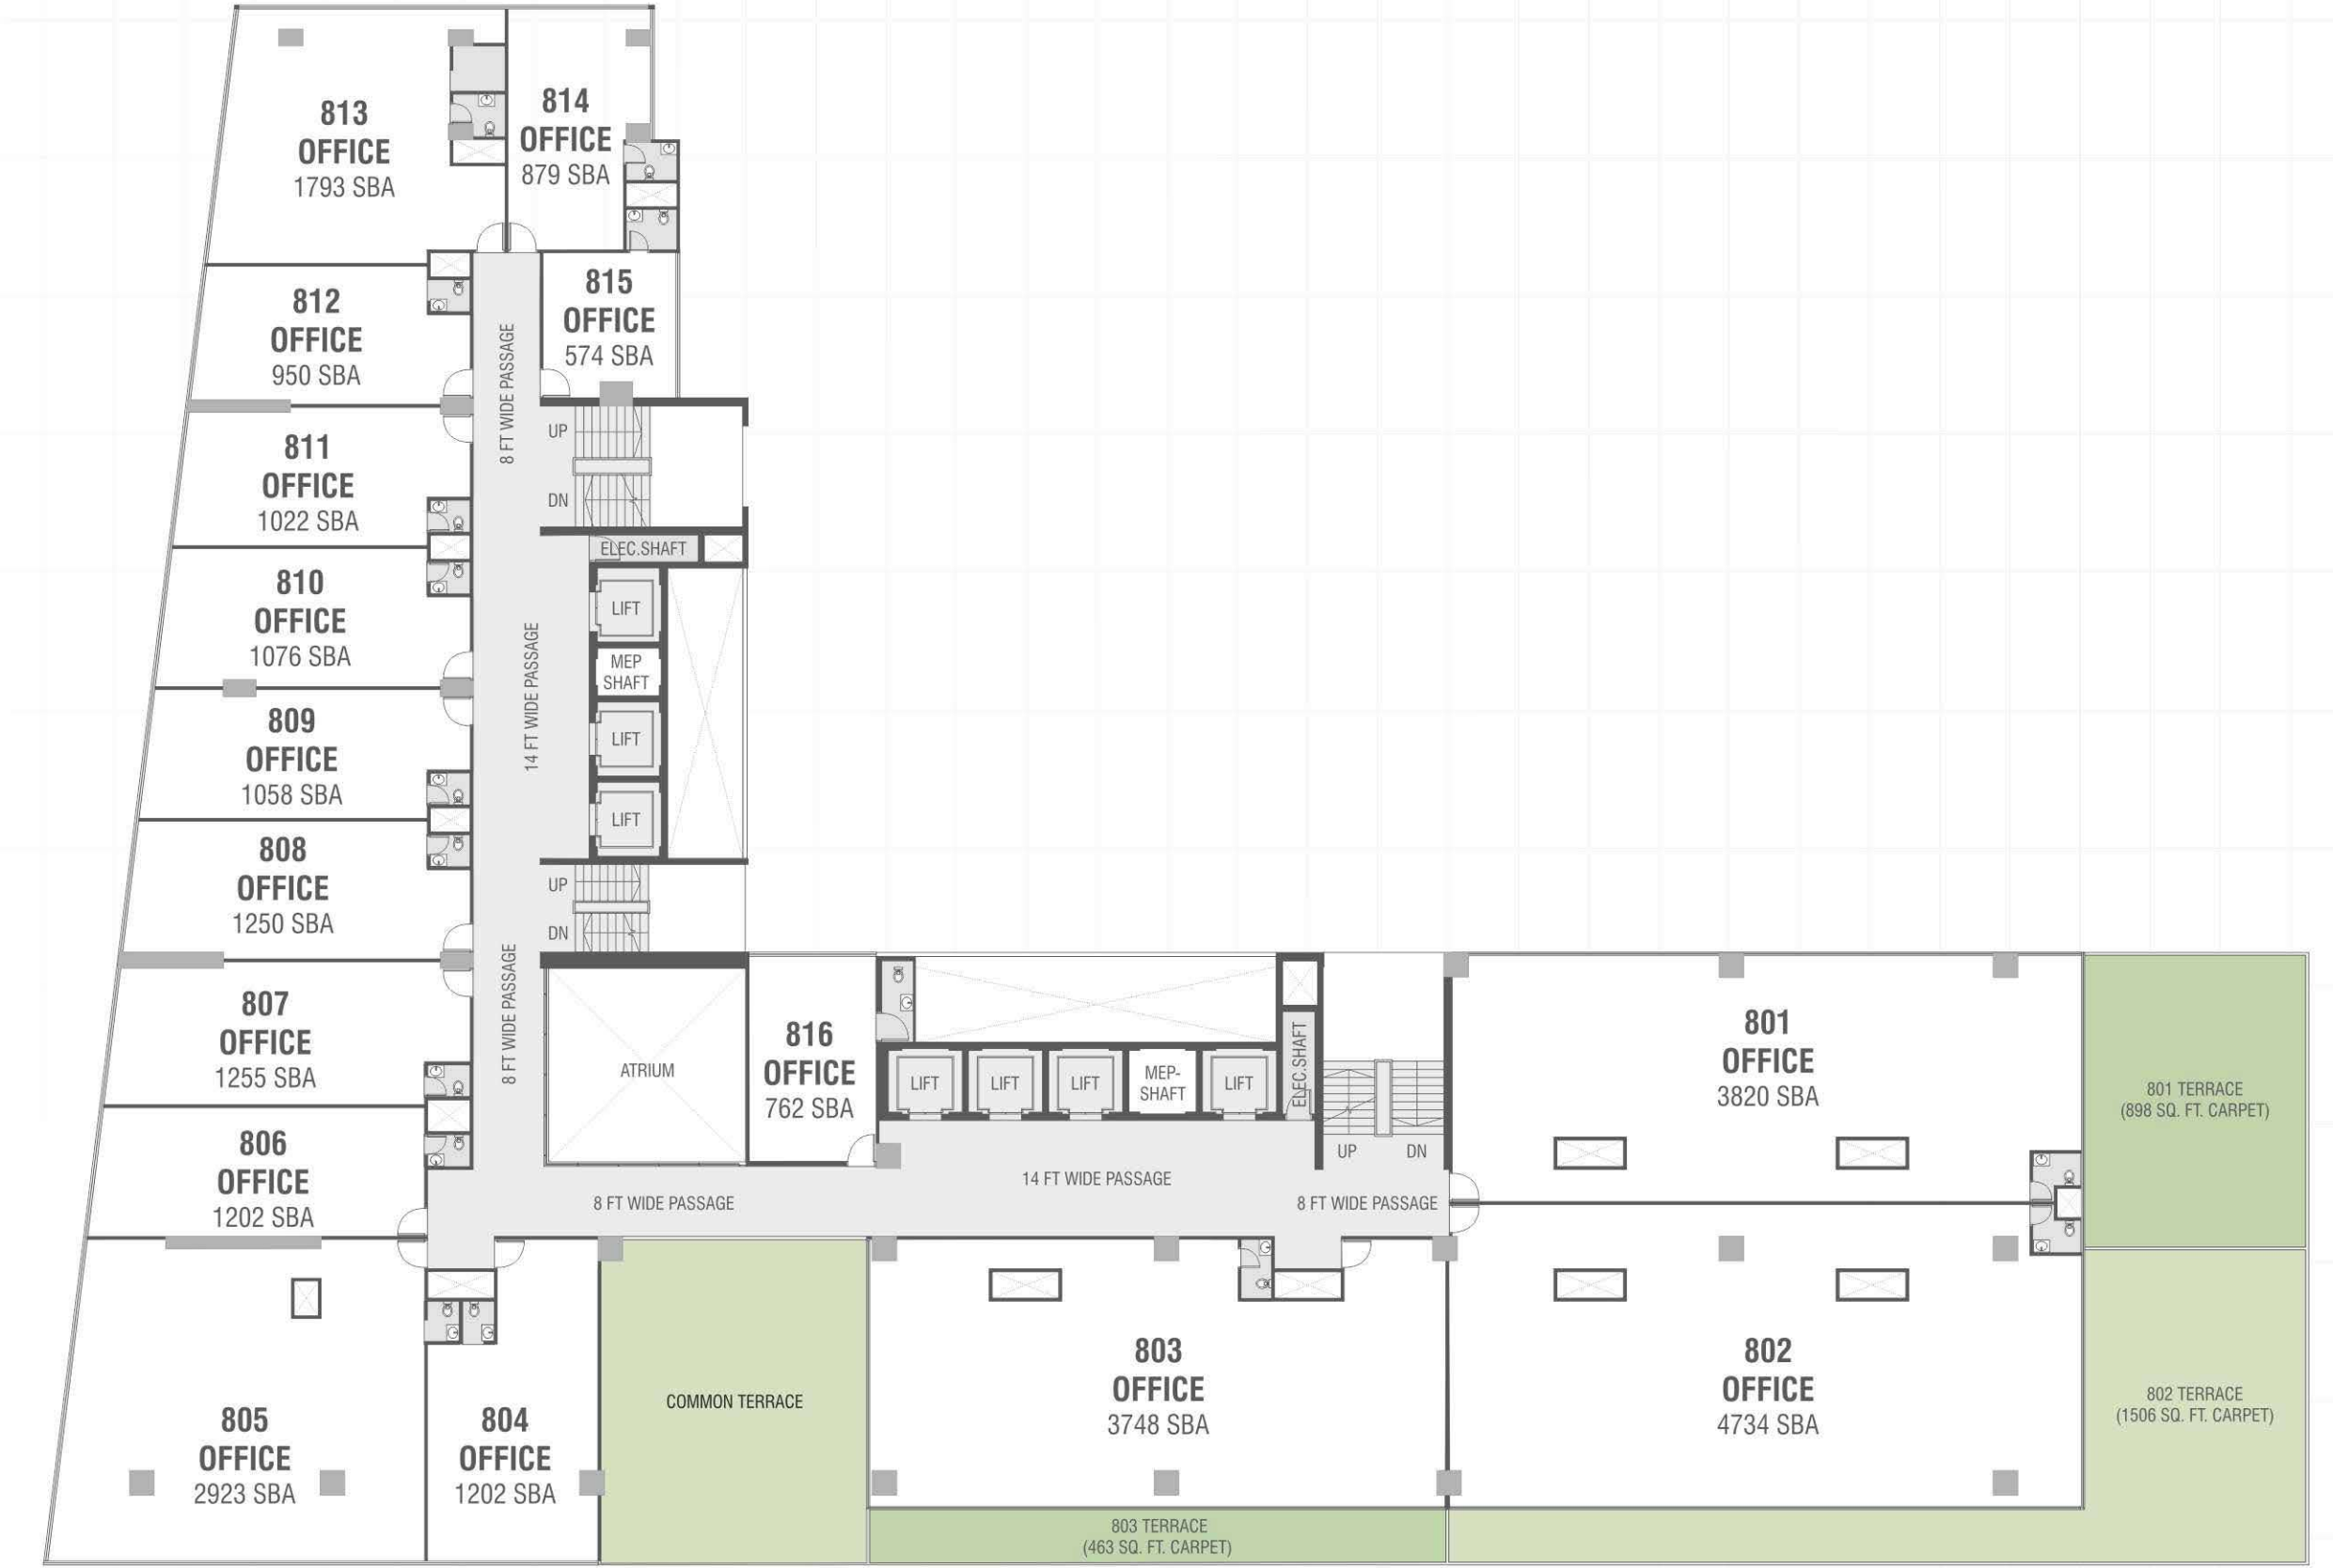 813
OFFICE
1793 SBA
814
OFFICE
879 SBA
812
OFFICE
950 SBA
815
OFFICE
574 SBA
8 FT WIDE PASSAGE
811
OFFICE
1022 SBA
UP
DN
ELEC.SHAFT
810
OFFICE
1076 SBA
LIFT
MEP
SHAFT
14 FT WIDE PASSAGE
809
OFFICE
1058 SBA
LIFT
LIFT
808
OFFICE
1250 SBA
UP
DN
807
OFFICE
1255 SBA
8 FT WIDE PASSAGE
ATRIUM
816
OFFICE
762 SBA
LIFT
LIFT
LIFT
MEP-
SHAFT
LIFT
ELEC.SHAFT
UP
DN
801
OFFICE
3820 SBA
801 TERRACE
(898 SQ. FT. CARPET)
806
OFFICE
1202 SBA
8 FT WIDE PASSAGE
14 FT WIDE PASSAGE
8 FT WIDE PASSAGE
805
OFFICE
2923 SBA
804
OFFICE
1202 SBA
COMMON TERRACE
803
OFFICE
3748 SBA
802
OFFICE
4734 SBA
802 TERRACE
(1506 SQ. FT. CARPET)
803 TERRACE
(463 SQ. FT. CARPET)